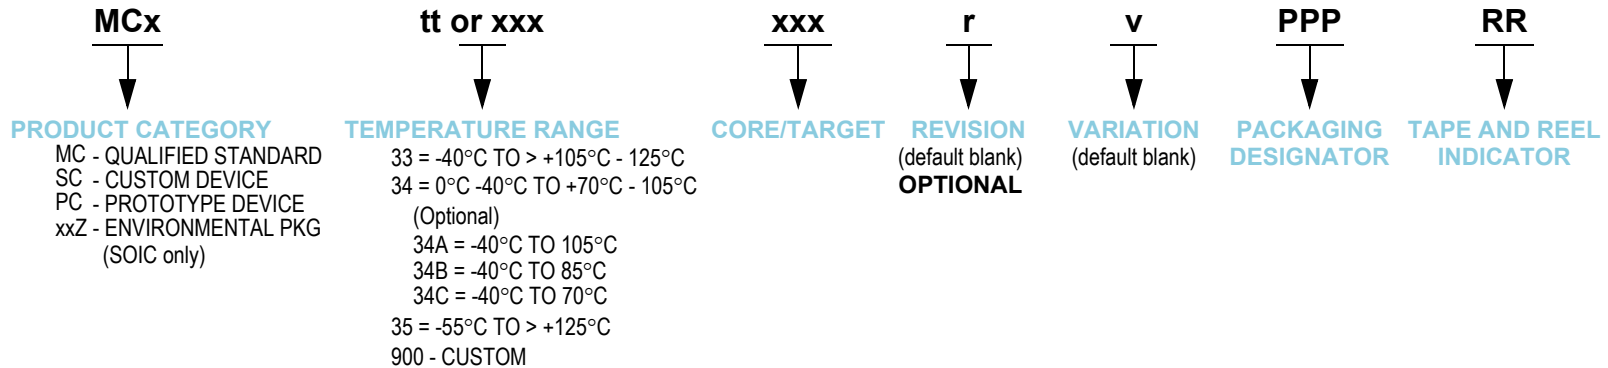 MCx
tt or xxx
xxx
r
v
PPP
RR
PRODUCT CATEGORY
MC - QUALIFIED STANDARD
SC - CUSTOM DEVICE
PC - PROTOTYPE DEVICE
xxZ - ENVIRONMENTAL PKG
(SOIC only)
TEMPERATURE RANGE
33 = -40°C TO > +105°C - 125°C
34 = 0°C -40°C TO +70°C - 105°C
(Optional)
34A = -40°C TO 105°C
34B = -40°C TO 85°C
34C = -40°C TO 70°C
35 = -55°C TO > +125°C
900 - CUSTOM
CORE/TARGET
REVISION
(default blank)
OPTIONAL
VARIATION
(default blank)
PACKAGING
DESIGNATOR
TAPE AND REEL
INDICATOR